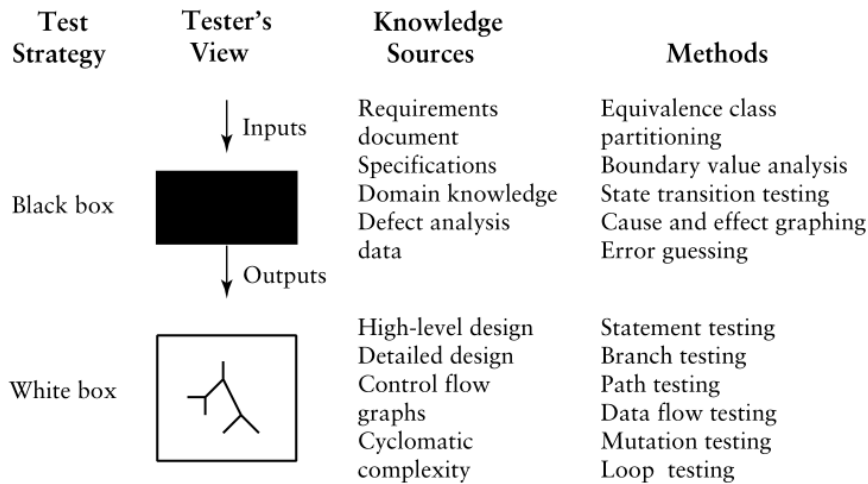 Test
Strategy
Tester's
View
Knowledge
Sources
Methods
Black box
Inputs
Outputs
Requirements
document
Specifications
Domain knowledge
Defect analysis
data
Equivalence class
partitioning
Boundary value analysis
State transition testing
Cause and effect graphing
Error guessing
White box
High-level design
Detailed design
Control flow
graphs
Cyclomatic
complexity
Statement testing
Branch testing
Path testing
Data flow testing
Mutation testing
Loop testing